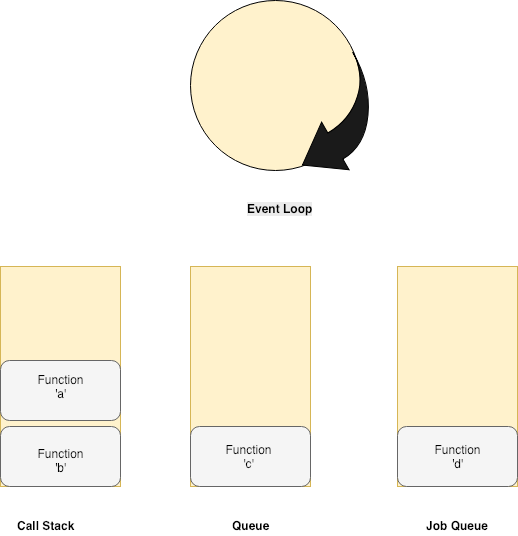 Event Loop
Function
'a'
Function
'b'
Function
'c'
Function
'd'
Call Stack
Queue
Job Queue